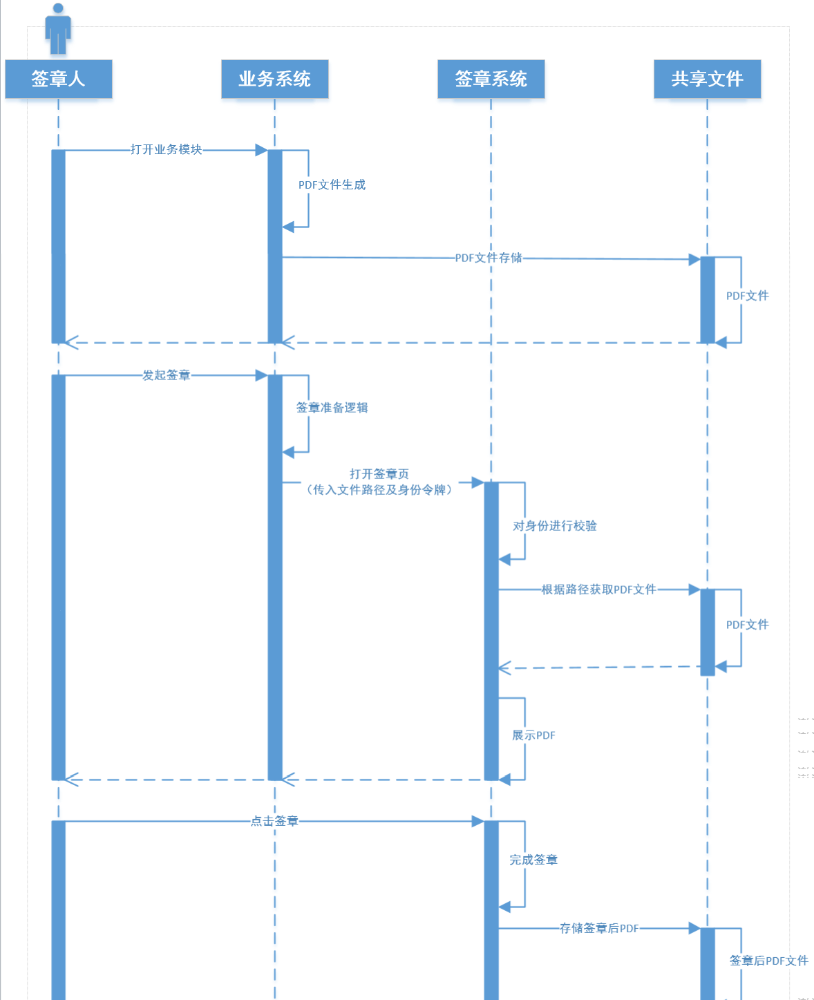 签章人
业务系统
签章系统
共享文件
打开业务模块
PDF文件生成
PDF文件存储
PDF文件
发起签章
签章准备逻辑
打开签章页
（传入文件路径及身份令牌）
对身份进行校验
根据路径获取PDF文件
PDF文件
展示PDF
点击签章
完成签章
存储签章后PDF
签章后PDF文件